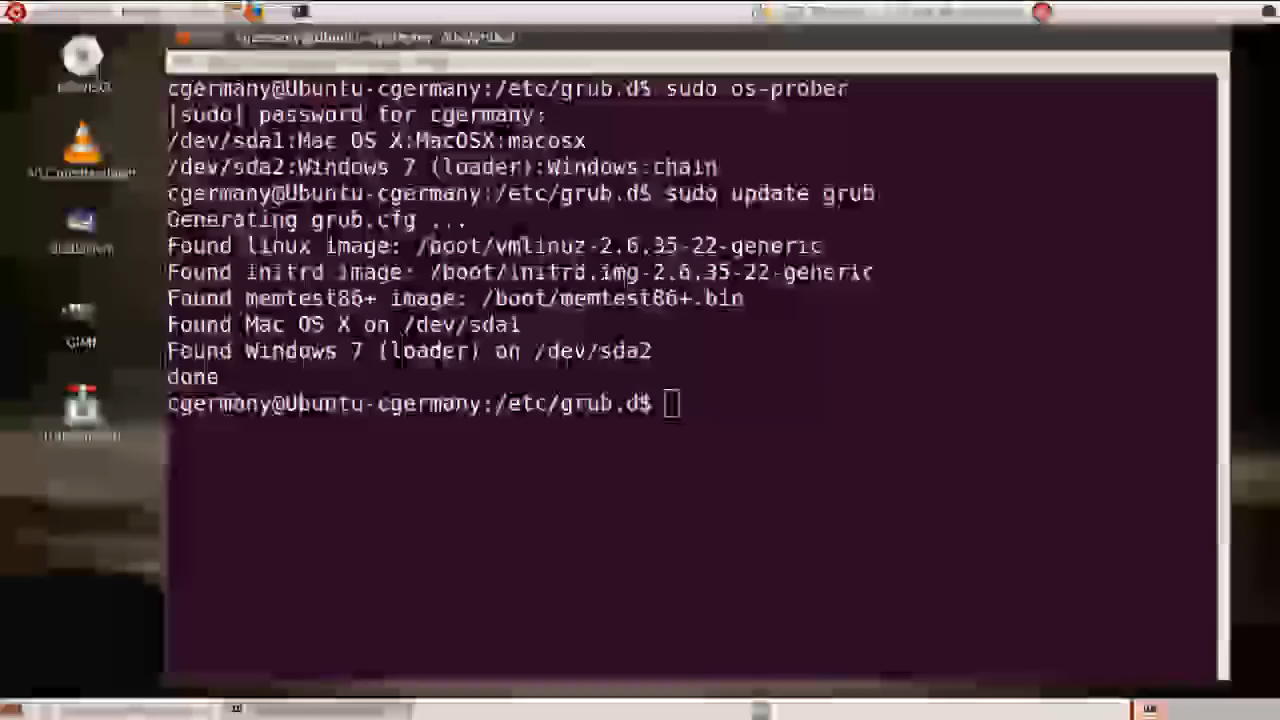 cgermany@Ubuntu-cgermany:/etc/grub.d$ sudo os-prober
[sudo] password for cgermany:
/dev/sda1:Mac OS X:MacOSX:macosx
/dev/sda2:Windows 7 (loader):Windows:chain
cgermany@Ubuntu-cgermany:/etc/grub.d$ sudo update grub
Generating grub.cfg ...
Found linux image: /boot/vmlinuz-2.6.35-22-generic
Found initrd image: /boot/initrd.img-2.6.35-22-generic
Found memtest86+ image: /boot/memtest86+.bin
Found Mac OS X on /dev/sda1
Found Windows 7 (loader) on /dev/sda2
done
cgermany@Ubuntu-cgermany:/etc/grub.d$